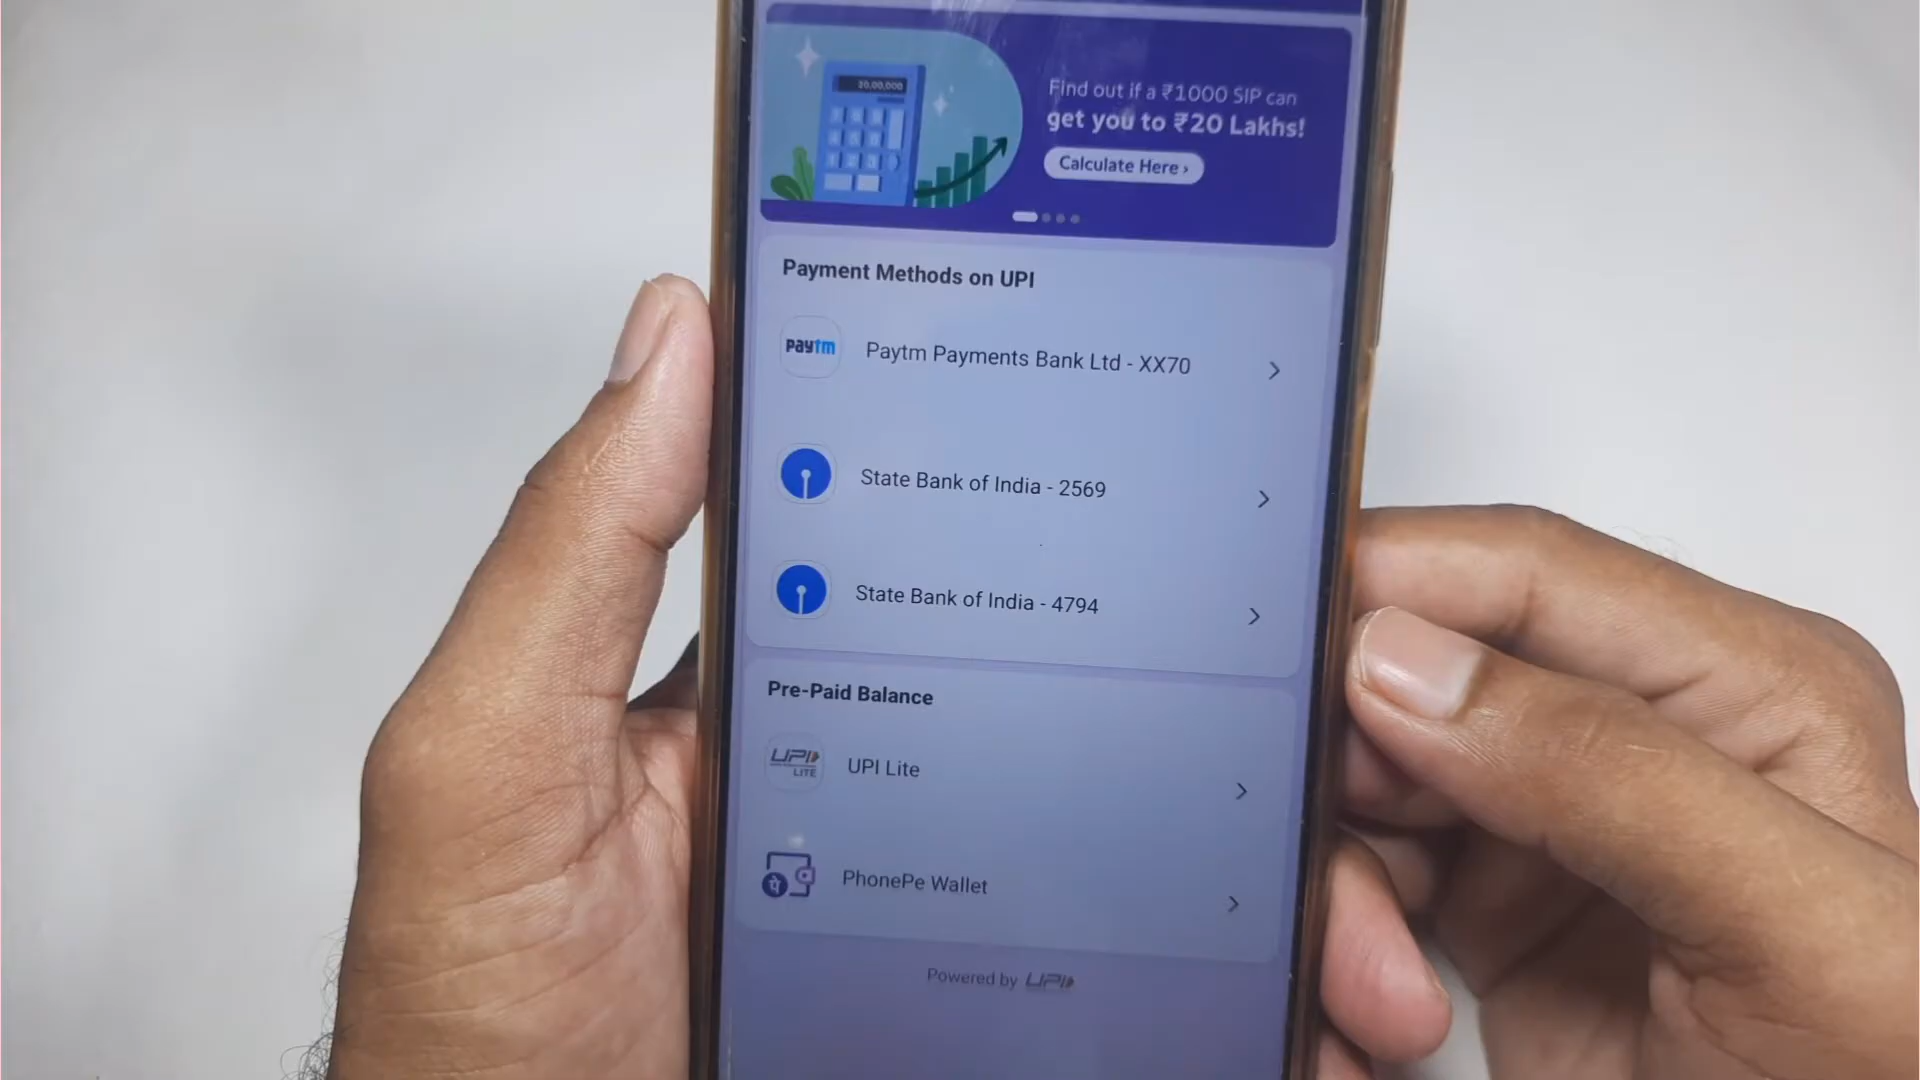 20,00,000
Find out if a ₹1000 SIP can
get you to ₹20 Lakhs!
Calculate Here ›
Payment Methods on UPI
paytm
Paytm Payments Bank Ltd - XX70
State Bank of India - 2569
State Bank of India - 4794
Pre-Paid Balance
UPI
LITE
UPI Lite
पे
PhonePe Wallet
Powered by UPI